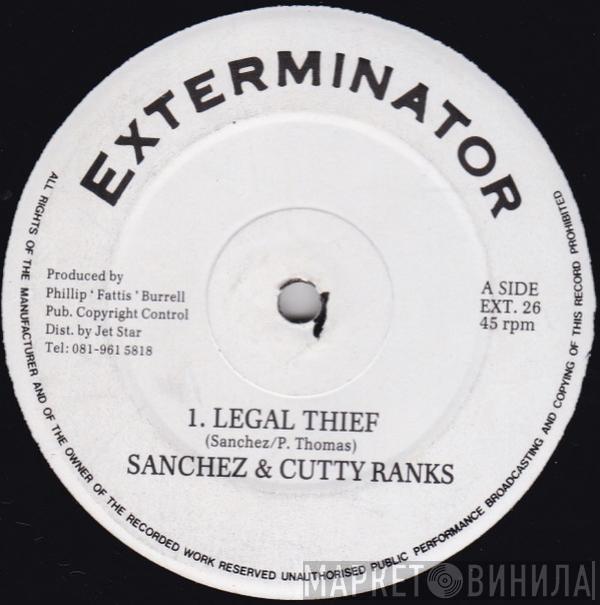 EXTERMINATOR
Produced by
Phillip ‘Fattis’ Burrell
Pub. Copyright Control
Dist. by Jet Star
Tel: 081-961 5818
A SIDE
EXT. 26
45 rpm
1. LEGAL THIEF
(Sanchez/P. Thomas)
SANCHEZ & CUTTY RANKS
ALL RIGHTS OF THE MANUFACTURER AND OF THE OWNER OF THE RECORDED WORK RESERVED UNAUTHORISED PUBLIC PERFORMANCE BROADCASTING AND COPYING OF THIS RECORD PROHIBITED
МАРКЕТ ВИНИЛА